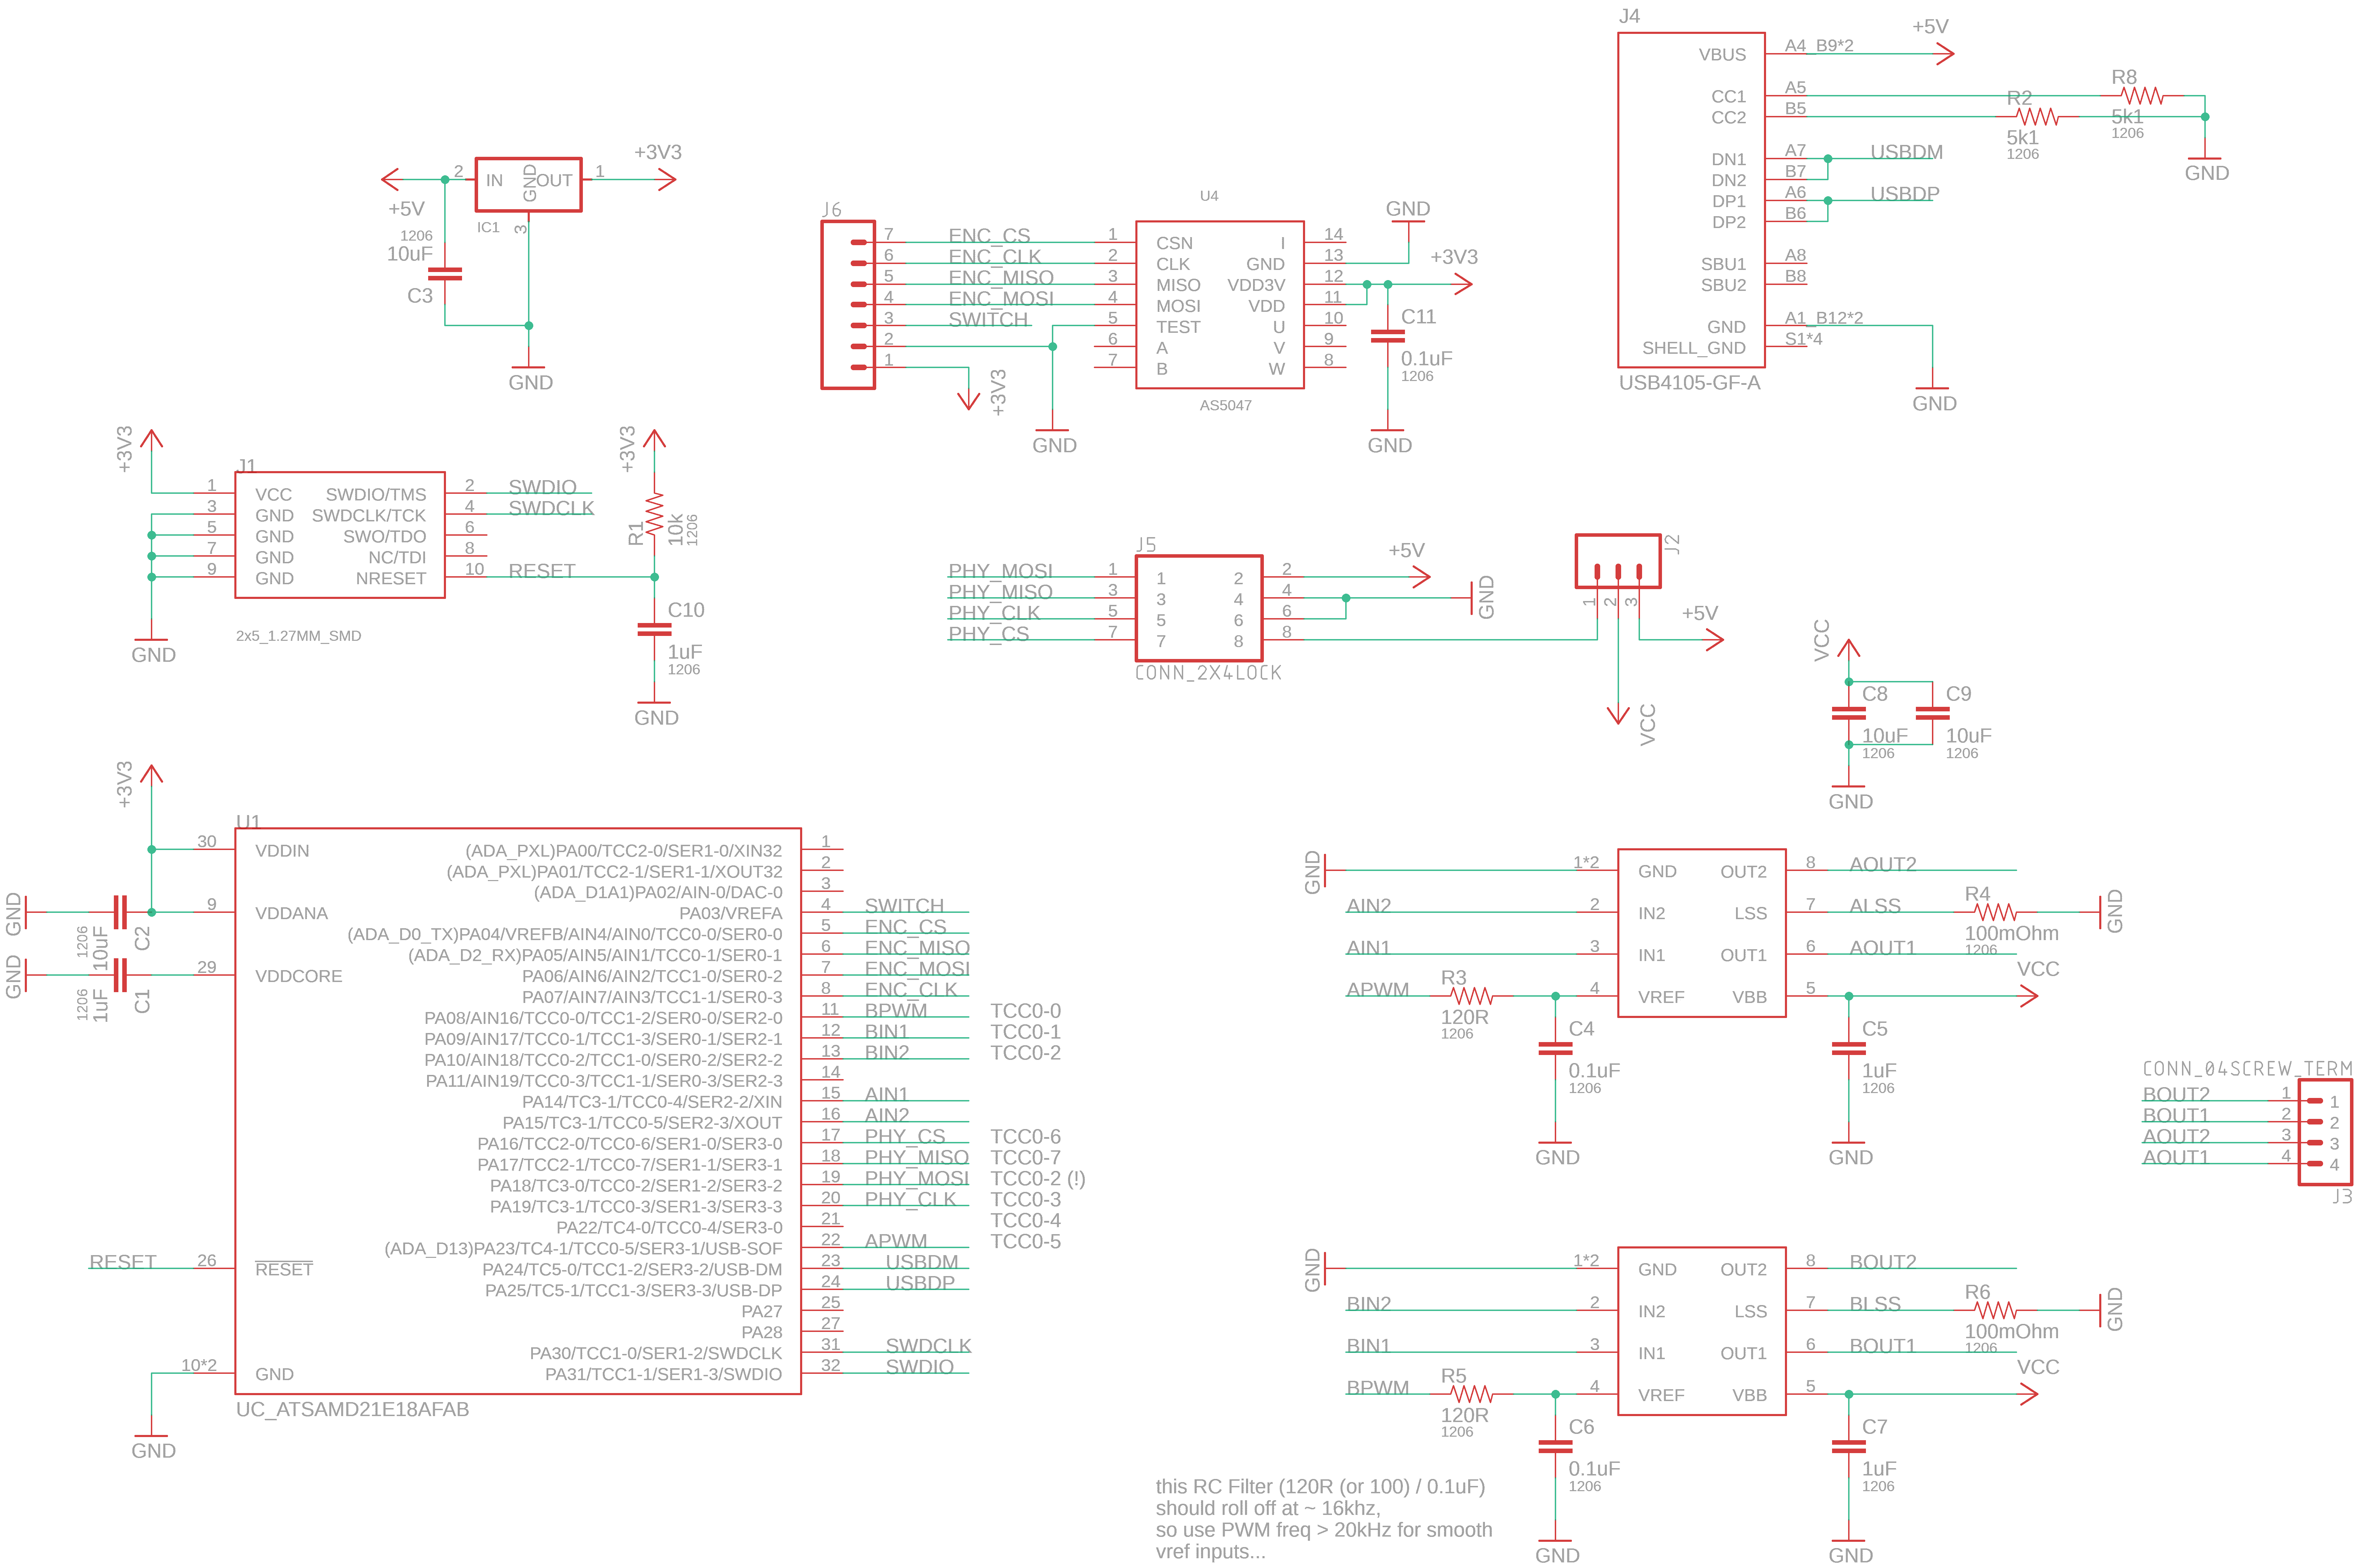 J4
+5V
VBUS
A4_B9*2
CC1
A5
R8
5k1
1206
CC2
B5
R2
5k1
1206
GND
DN1
A7
USBDM
DN2
B7
DP1
A6
USBDP
DP2
B6
SBU1
A8
SBU2
B8
GND
A1_B12*2
SHELL_GND
S1*4
USB4105-GF-A
GND
+3V3
2
IN
GND
OUT
1
+5V
IC1
3
1206
10uF
C3
GND
J6
7
ENC_CS
6
ENC_CLK
5
ENC_MISO
4
ENC_MOSI
3
SWITCH
2
1
+3V3
GND
U4
1
CSN
I
14
2
CLK
GND
13
3
MISO
VDD3V
12
4
MOSI
VDD
11
5
TEST
U
10
6
A
V
9
7
B
W
8
AS5047
GND
+3V3
C11
0.1uF
1206
GND
+3V3
J1
1
VCC
SWDIO/TMS
2
SWDIO
3
GND
SWDCLK/TCK
4
SWDCLK
5
GND
SWO/TDO
6
7
GND
NC/TDI
8
9
GND
NRESET
10
RESET
2x5_1.27MM_SMD
GND
+3V3
R1
10k
1206
C10
1uF
1206
GND
J5
PHY_MOSI
1
1
2
2
+5V
PHY_MISO
3
3
4
4
GND
PHY_CLK
5
5
6
6
PHY_CS
7
7
8
8
CONN_2X4LOCK
J2
1
2
3
+5V
VCC
VCC
C8
10uF
1206
C9
10uF
1206
GND
+3V3
U1
30
VDDIN
GND
C2
10uF
1206
9
VDDANA
GND
C1
1uF
1206
29
VDDCORE
RESET
26
RESET
10*2
GND
GND
UC_ATSAMD21E18AFAB
(ADA_PXL)PA00/TCC2-0/SER1-0/XIN32
1
(ADA_PXL)PA01/TCC2-1/SER1-1/XOUT32
2
(ADA_D1A1)PA02/AIN-0/DAC-0
3
PA03/VREFA
4
SWITCH
(ADA_D0_TX)PA04/VREFB/AIN4/AIN0/TCC0-0/SER0-0
5
ENC_CS
(ADA_D2_RX)PA05/AIN5/AIN1/TCC0-1/SER0-1
6
ENC_MISO
PA06/AIN6/AIN2/TCC1-0/SER0-2
7
ENC_MOSI
PA07/AIN7/AIN3/TCC1-1/SER0-3
8
ENC_CLK
PA08/AIN16/TCC0-0/TCC1-2/SER0-0/SER2-0
11
BPWM
TCC0-0
PA09/AIN17/TCC0-1/TCC1-3/SER0-1/SER2-1
12
BIN1
TCC0-1
PA10/AIN18/TCC0-2/TCC1-0/SER0-2/SER2-2
13
BIN2
TCC0-2
PA11/AIN19/TCC0-3/TCC1-1/SER0-3/SER2-3
14
PA14/TC3-1/TCC0-4/SER2-2/XIN
15
AIN1
PA15/TC3-1/TCC0-5/SER2-3/XOUT
16
AIN2
PA16/TCC2-0/TCC0-6/SER1-0/SER3-0
17
PHY_CS
TCC0-6
PA17/TCC2-1/TCC0-7/SER1-1/SER3-1
18
PHY_MISO
TCC0-7
PA18/TC3-0/TCC0-2/SER1-2/SER3-2
19
PHY_MOSI
TCC0-2 (!)
PA19/TC3-1/TCC0-3/SER1-3/SER3-3
20
PHY_CLK
TCC0-3
PA22/TC4-0/TCC0-4/SER3-0
21
TCC0-4
(ADA_D13)PA23/TC4-1/TCC0-5/SER3-1/USB-SOF
22
APWM
TCC0-5
PA24/TC5-0/TCC1-2/SER3-2/USB-DM
23
USBDM
PA25/TC5-1/TCC1-3/SER3-3/USB-DP
24
USBDP
PA27
25
PA28
27
PA30/TCC1-0/SER1-2/SWDCLK
31
SWDCLK
PA31/TCC1-1/SER1-3/SWDIO
32
SWDIO
GND
1*2
GND
OUT2
8
AOUT2
AIN2
2
IN2
LSS
7
ALSS
R4
100mOhm
1206
GND
AIN1
3
IN1
OUT1
6
AOUT1
APWM
R3
120R
1206
4
VREF
VBB
5
VCC
C4
0.1uF
1206
GND
C5
1uF
1206
GND
CONN_04SCREW_TERM
BOUT2
1
1
BOUT1
2
2
AOUT2
3
3
AOUT1
4
4
J3
GND
1*2
GND
OUT2
8
BOUT2
BIN2
2
IN2
LSS
7
BLSS
R6
100mOhm
1206
GND
BIN1
3
IN1
OUT1
6
BOUT1
BPWM
R5
120R
1206
4
VREF
VBB
5
VCC
C6
0.1uF
1206
GND
C7
1uF
1206
GND
this RC Filter (120R (or 100) / 0.1uF)
should roll off at ~ 16khz,
so use PWM freq > 20kHz for smooth
vref inputs...